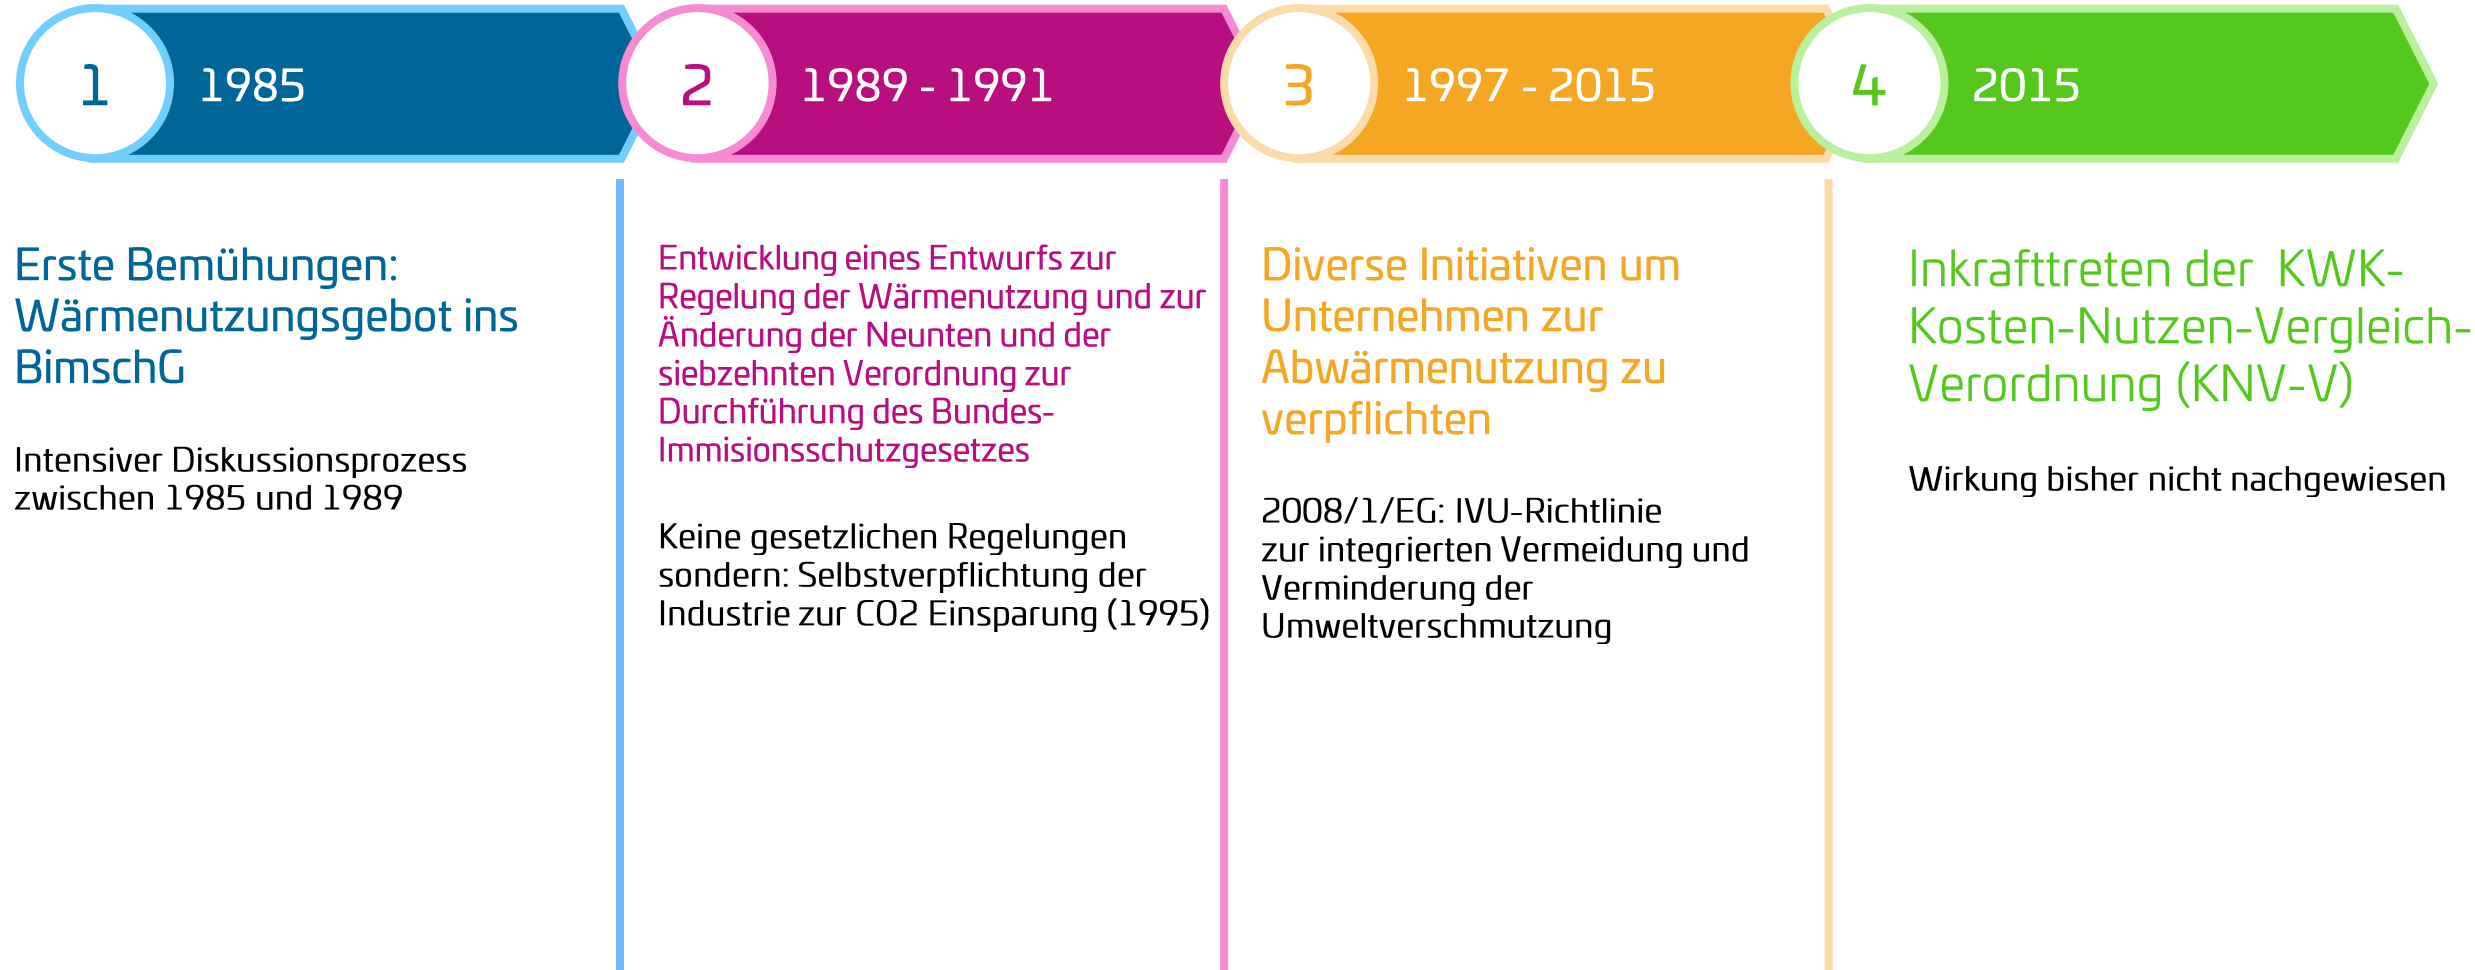 1
1985
2
1989 - 1991
3
1997 - 2015
4
2015
Erste Bemühungen:
Wärmenutzungsgebot ins
BimschG
Intensiver Diskussionsprozess
zwischen 1985 und 1989
Entwicklung eines Entwurfs zur
Regelung der Wärmenutzung und zur
Änderung der Neunten und der
siebzehnten Verordnung zur
Durchführung des Bundes-
Immisionsschutzgesetzes
Keine gesetzlichen Regelungen
sondern: Selbstverpflichtung der
Industrie zur CO2 Einsparung (1995)
Diverse Initiativen um
Unternehmen zur
Abwärmenutzung zu
verpflichten
2008/1/EG: IVU-Richtlinie
zur integrierten Vermeidung und
Verminderung der
Umweltverschmutzung
Inkrafttreten der  KWK-
Kosten-Nutzen-Vergleich-
Verordnung (KNV-V)
Wirkung bisher nicht nachgewiesen